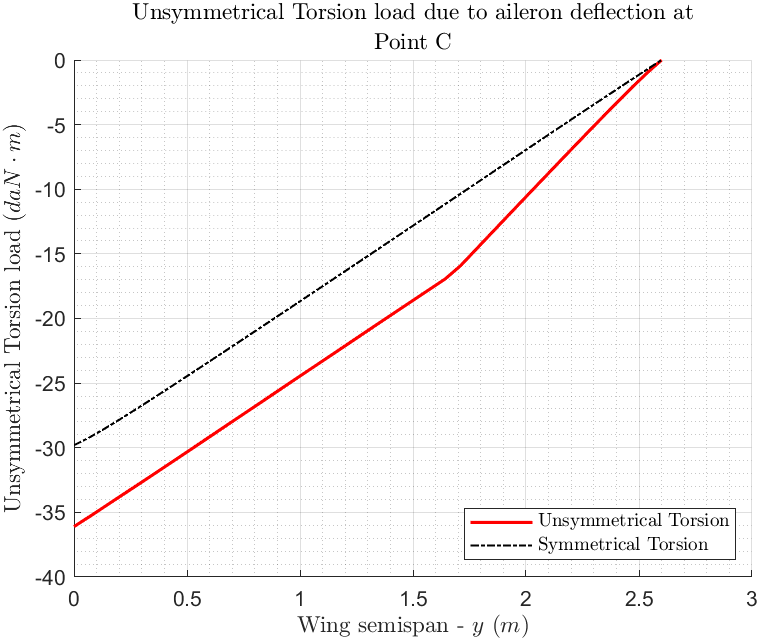 Unsymmetrical Torsion load due to aileron deflection at
Point C
Unsymmetrical Torsion load (daN · m)
0
-5
-10
-15
-20
-25
-30
-35
-40
0
0.5
1
1.5
2
2.5
3
Wing semispan - y (m)
Unsymmetrical Torsion
Symmetrical Torsion